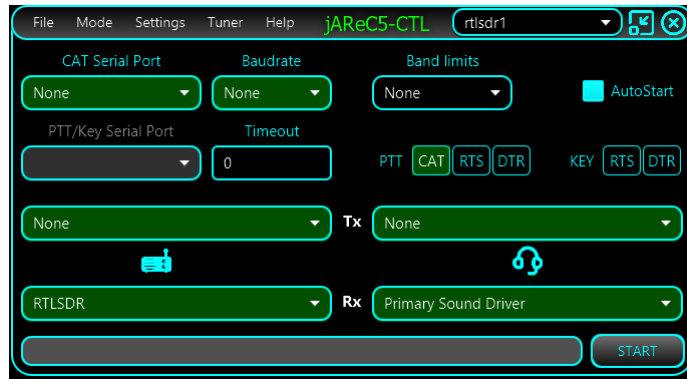 File Mode Settings Tuner Help jAReC5-CTL rtlsdr1
CAT Serial Port Baudrate Band limits
None None None AutoStart
PTT/Key Serial Port Timeout
0 PTT CAT RTS DTR KEY RTS DTR
None Tx None
RTLSDR Rx Primary Sound Driver
START